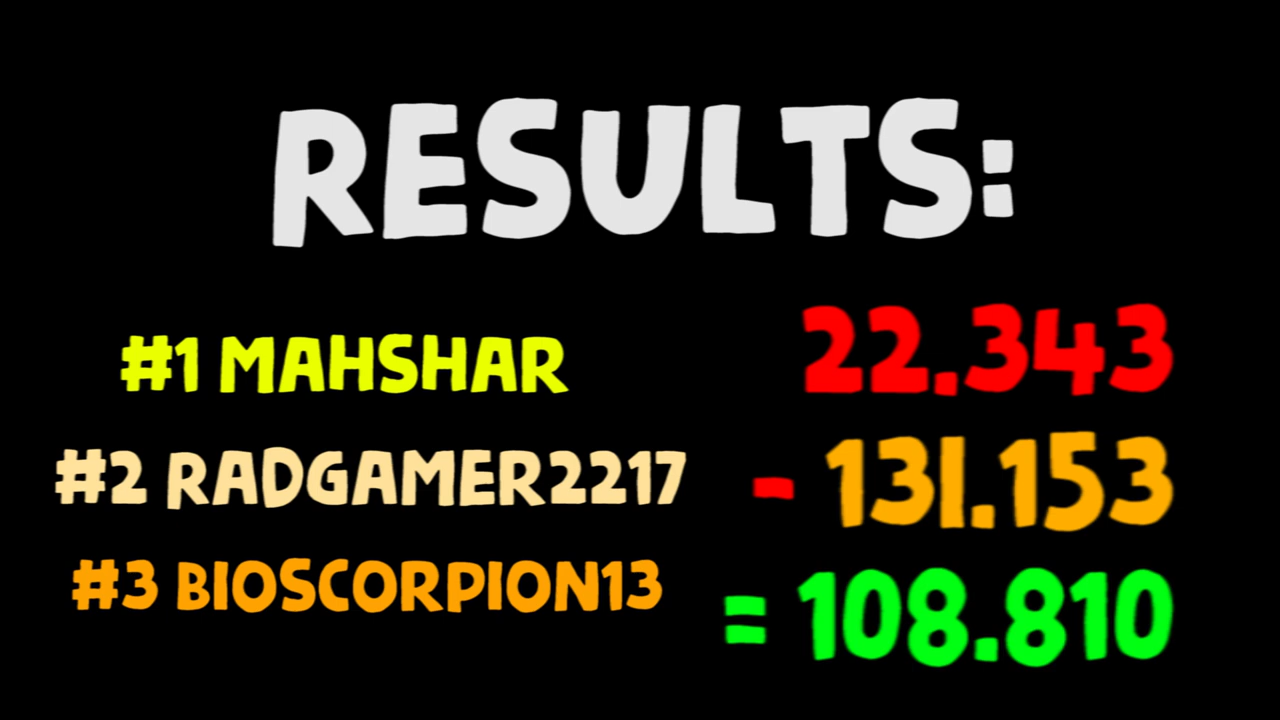 RESULTS:
#1 MAHSHAR
#2 RADGAMER2217
#3 BIOSCORPION13
22.343
- 131.153
= 108.810